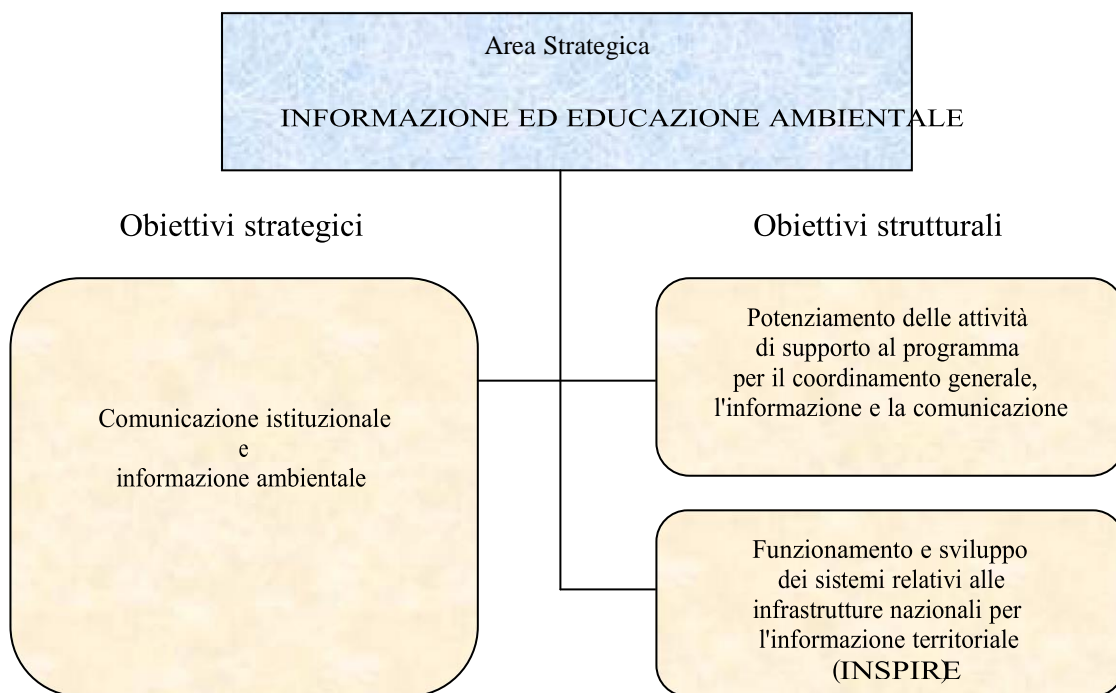 Area Strategica
INFORMAZIONE ED EDUCAZIONE AMBIENTALE
Obiettivi strategici
Obiettivi strutturali
Comunicazione istituzionale
e
informazione ambientale
Potenziamento delle attività
di supporto al programma
per il coordinamento generale,
l'informazione e la comunicazione
Funzionamento e sviluppo
dei sistemi relativi alle
infrastrutture nazionali per
l'informazione territoriale
(INSPIRE)